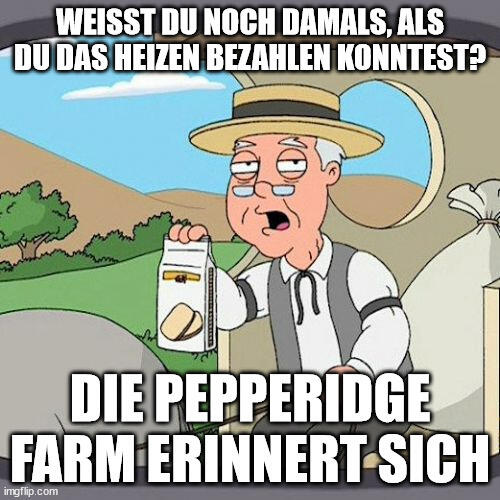 WEISST DU NOCH DAMALS, ALS
DU DAS HEIZEN BEZAHLEN KONNTEST?
DIE PEPPERIDGE
FARM ERINNERT SICH
imgflip.com